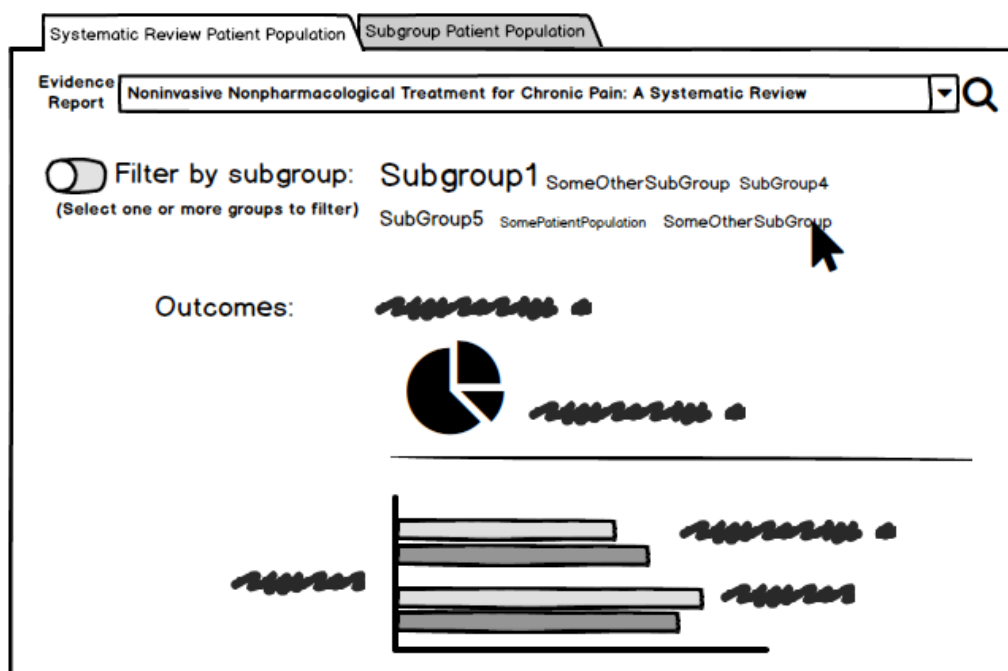 Systematic Review Patient Population
Subgroup Patient Population
Evidence Report
Noninvasive Nonpharmacological Treatment for Chronic Pain: A Systematic Review
Filter by subgroup:
(Select one or more groups to filter)
Subgroup1 SomeOtherSubGroup SubGroup4
SubGroup5 SomePatientPopulation SomeOtherSubGroup
Outcomes: